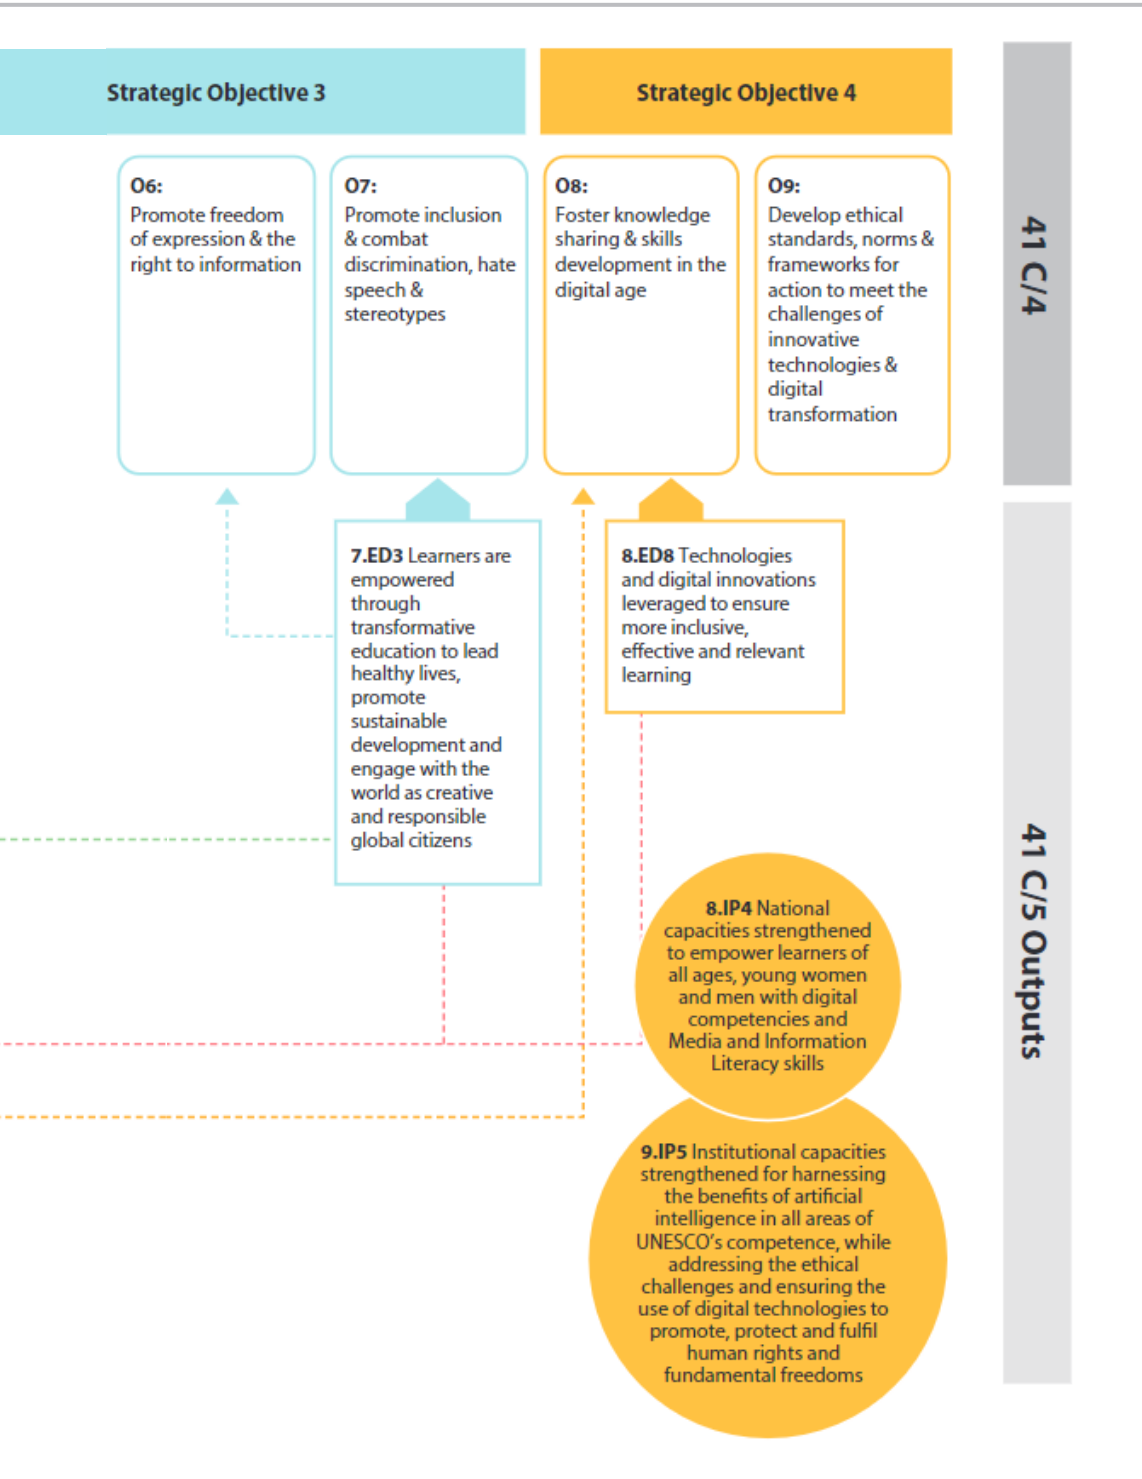 Strategic Objective 3
Strategic Objective 4
O6:
Promote freedom
of expression & the
right to information
O7:
Promote inclusion
& combat
discrimination, hate
speech &
stereotypes
O8:
Foster knowledge
sharing & skills
development in the
digital age
O9:
Develop ethical
standards, norms &
frameworks for
action to meet the
challenges of
innovative
technologies &
digital
transformation
41 C/4
7.ED3 Learners are
empowered
through
transformative
education to lead
healthy lives,
promote
sustainable
development and
engage with the
world as creative
and responsible
global citizens
8.ED8 Technologies
and digital innovations
leveraged to ensure
more inclusive,
effective and relevant
learning
8.IP4 National
capacities strengthened
to empower learners of
all ages, young women
and men with digital
competencies and
Media and Information
Literacy skills
9.IP5 Institutional capacities
strengthened for harnessing
the benefits of artificial
intelligence in all areas of
UNESCO's competence, while
addressing the ethical
challenges and ensuring the
use of digital technologies to
promote, protect and fulfil
human rights and
fundamental freedoms
41 C/5 Outputs